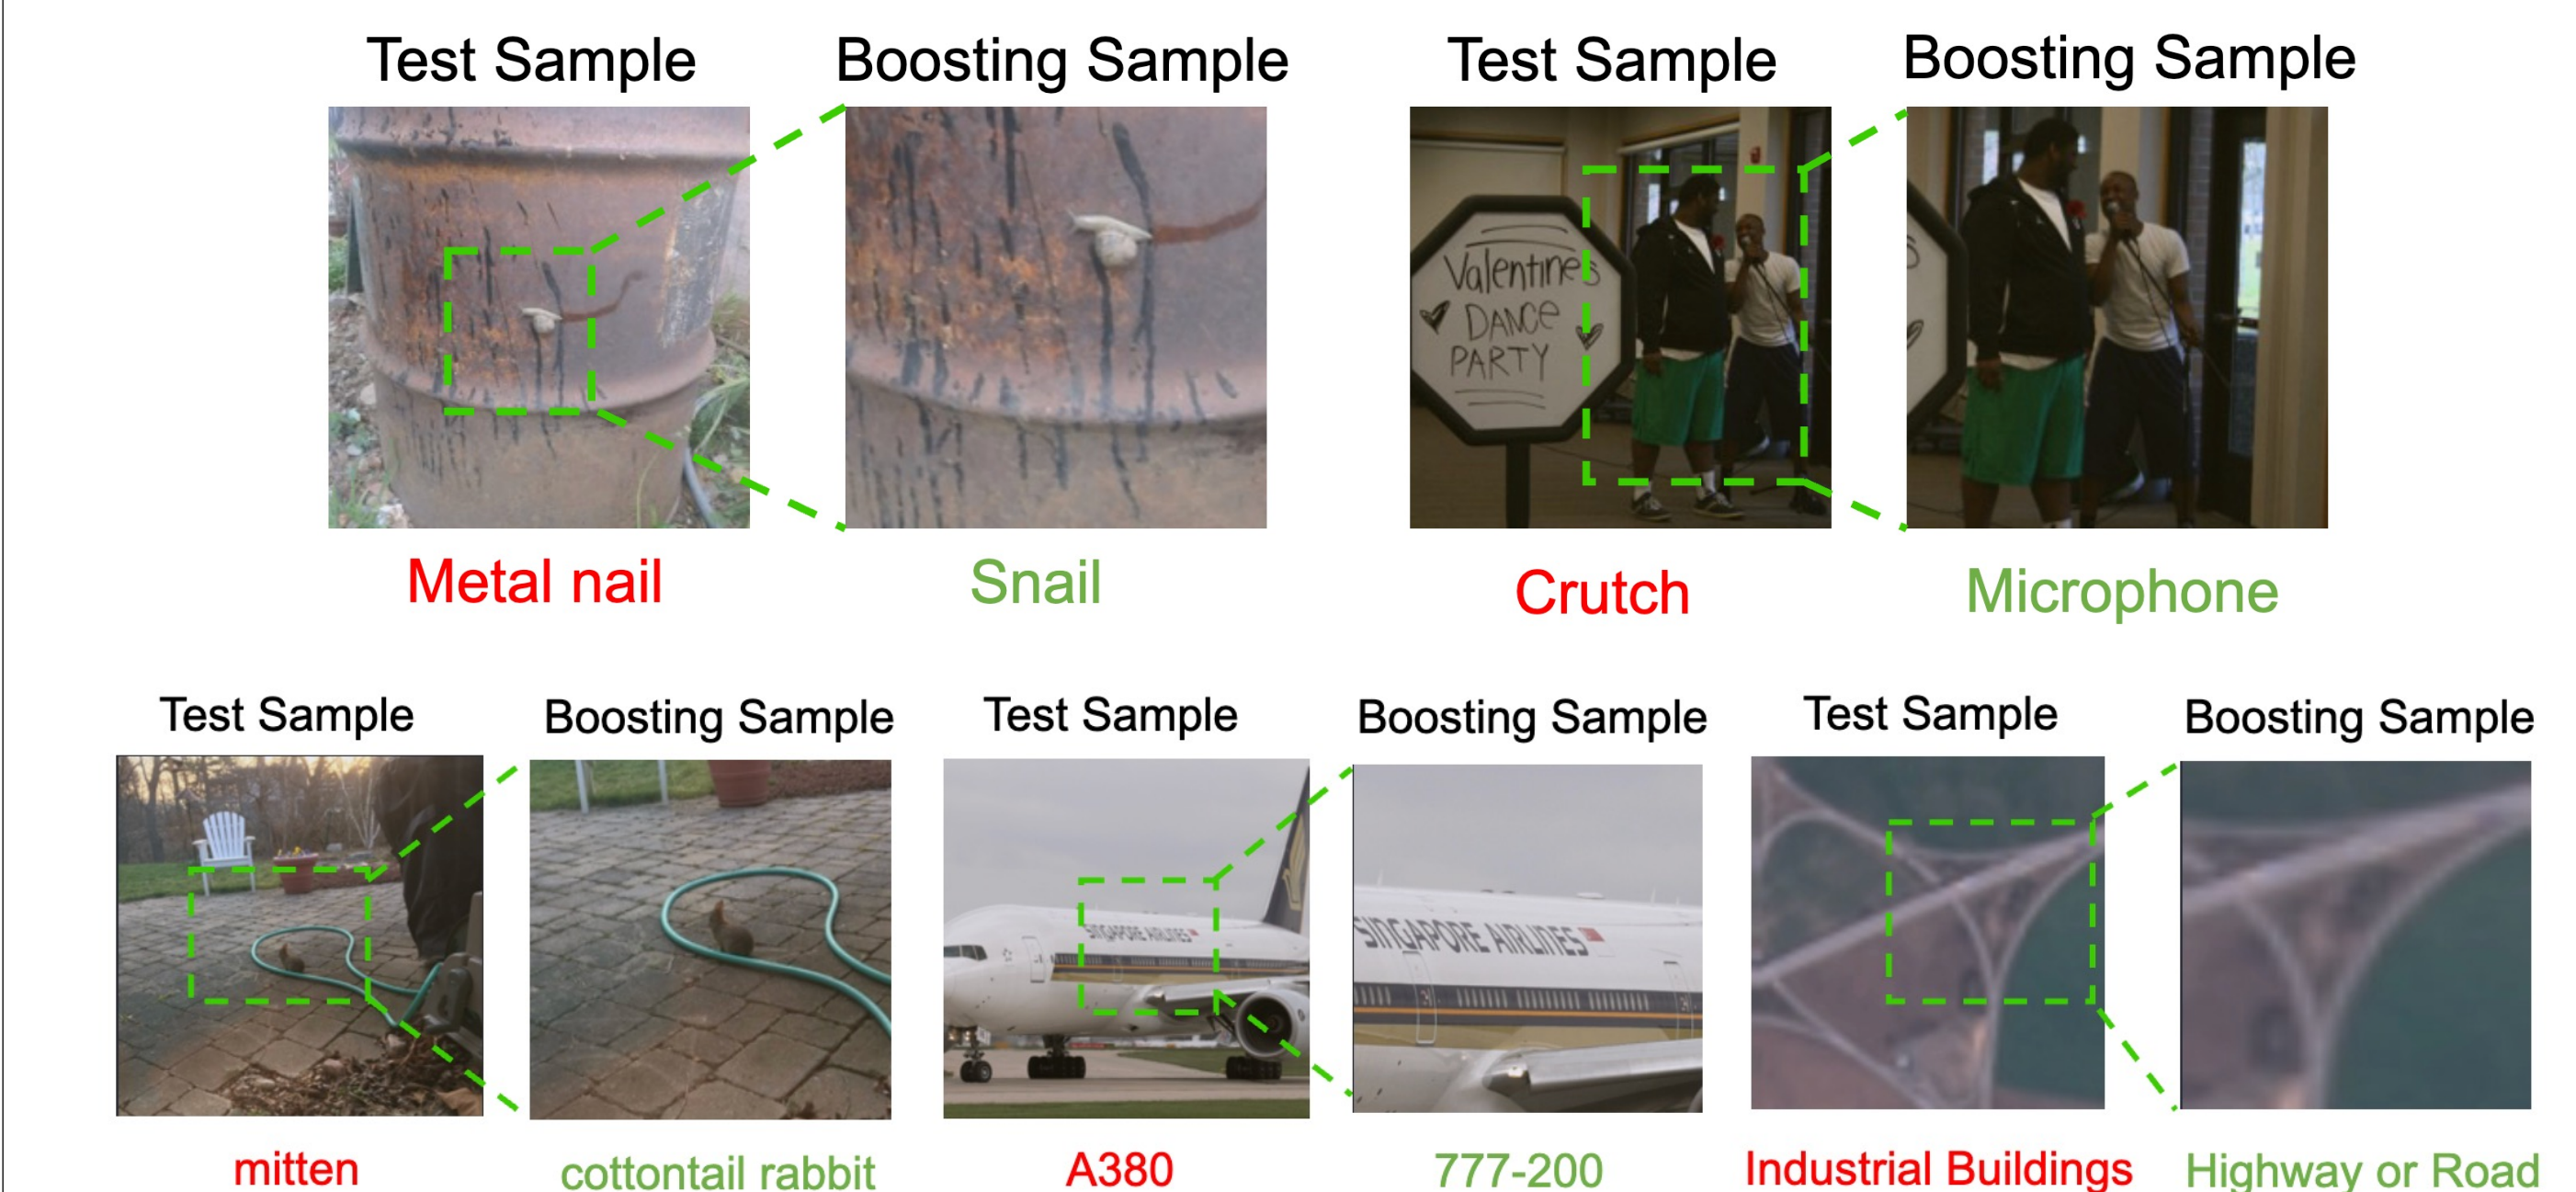 Test Sample
Boosting Sample
Test Sample
Boosting Sample
Valentines
DANCE
PARTY
Metal nail
Snail
Crutch
Microphone
Test Sample
Boosting Sample
Test Sample
Boosting Sample
Test Sample
Boosting Sample
SINGAPORE AIRLINES
SINGAPORE AIRLINES
mitten
cottontail rabbit
A380
777-200
Industrial Buildings
Highway or Road